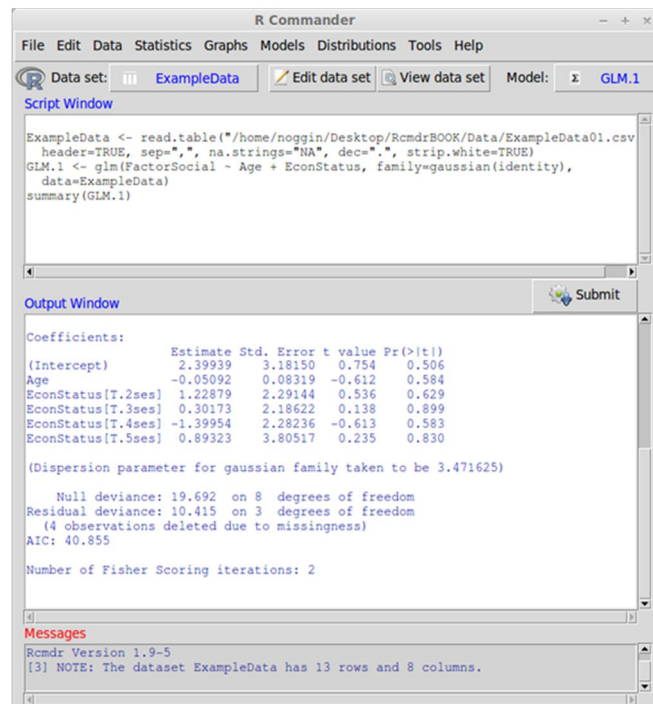 R Commander
File Edit Data Statistics Graphs Models Distributions Tools Help
R Data set: ExampleData Edit data set View data set Model: Σ GLM.1
Script Window
ExampleData <- read.table("/home/noggin/Desktop/RcmdrBOOK/Data/ExampleData01.csv
header=TRUE, sep=",", na.strings="NA", dec=".", strip.white=TRUE)
GLM.1 <- glm(FactorSocial ~ Age + EconStatus, family=gaussian(identity),
data=ExampleData)
summary(GLM.1)
Submit
Output Window
Coefficients:
Estimate Std. Error t value Pr(>|t|)
(Intercept) 2.39939 3.18150 0.754 0.506
Age -0.05092 0.08319 -0.612 0.584
EconStatus[T.2ses] 1.22879 2.29144 0.536 0.629
EconStatus[T.3ses] 0.30173 2.18622 0.138 0.899
EconStatus[T.4ses] -1.39954 2.28236 -0.613 0.583
EconStatus[T.5ses] 0.89323 3.80517 0.235 0.830
(Dispersion parameter for gaussian family taken to be 3.471625)
Null deviance: 19.692 on 8 degrees of freedom
Residual deviance: 10.415 on 3 degrees of freedom
(4 observations deleted due to missingness)
AIC: 40.855
Number of Fisher Scoring iterations: 2
Messages
Rcmdr Version 1.9-5
[3] NOTE: The dataset ExampleData has 13 rows and 8 columns.